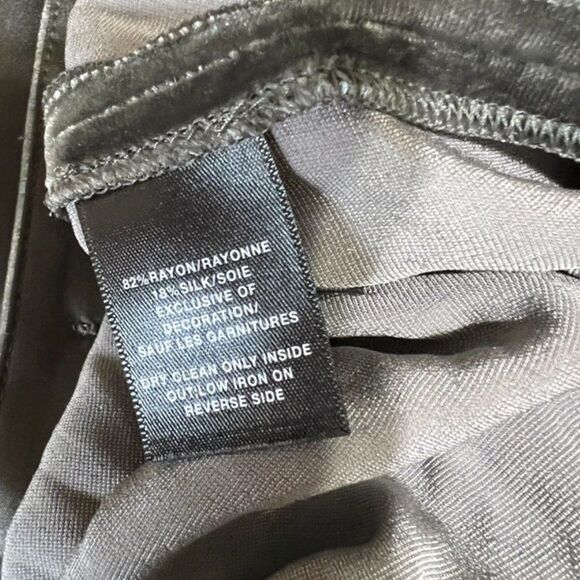 82%RAYON/RAYONNE
18%SILK/SOIE
EXCLUSIVE OF
DECORATION/
SAUF LES GARNITURES
DRY CLEAN ONLY INSIDE
OUT/LOW IRON ON
REVERSE SIDE